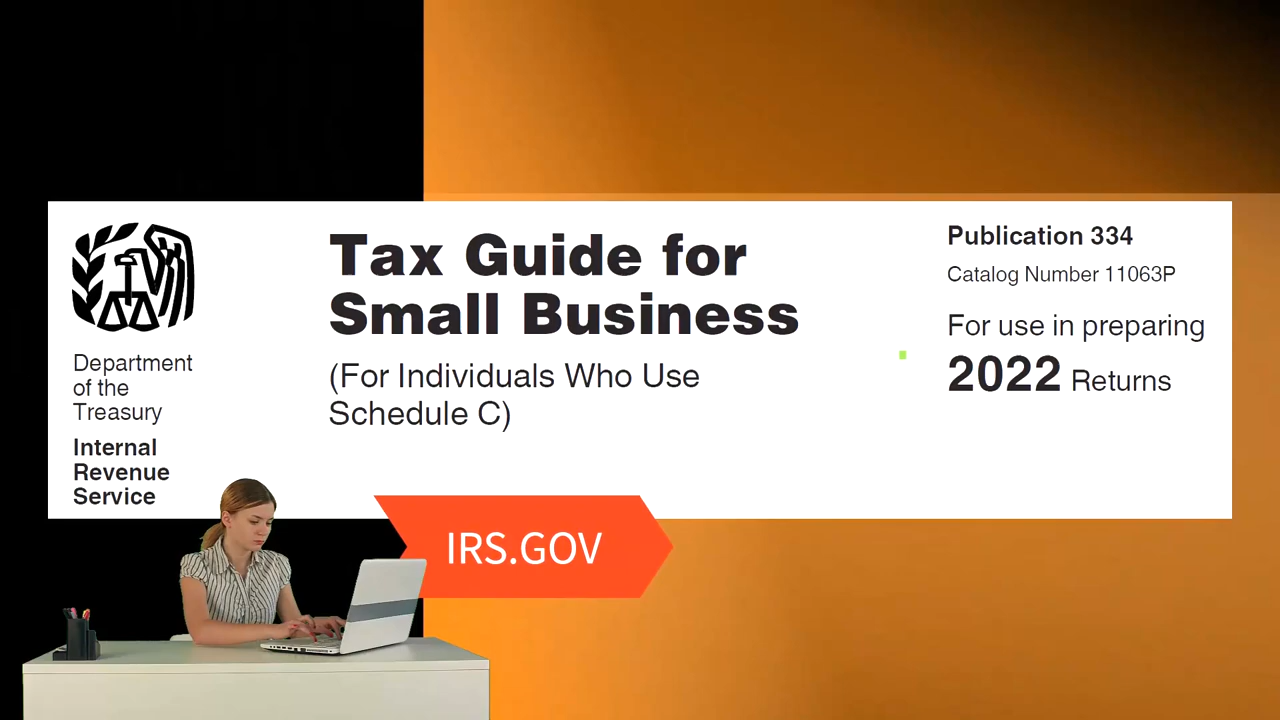 Tax Guide for
Small Business
(For Individuals Who Use
Schedule C)
Publication 334
Catalog Number 11063P
For use in preparing
2022 Returns
Department
of the
Treasury
Internal
Revenue
Service
IRS.GOV